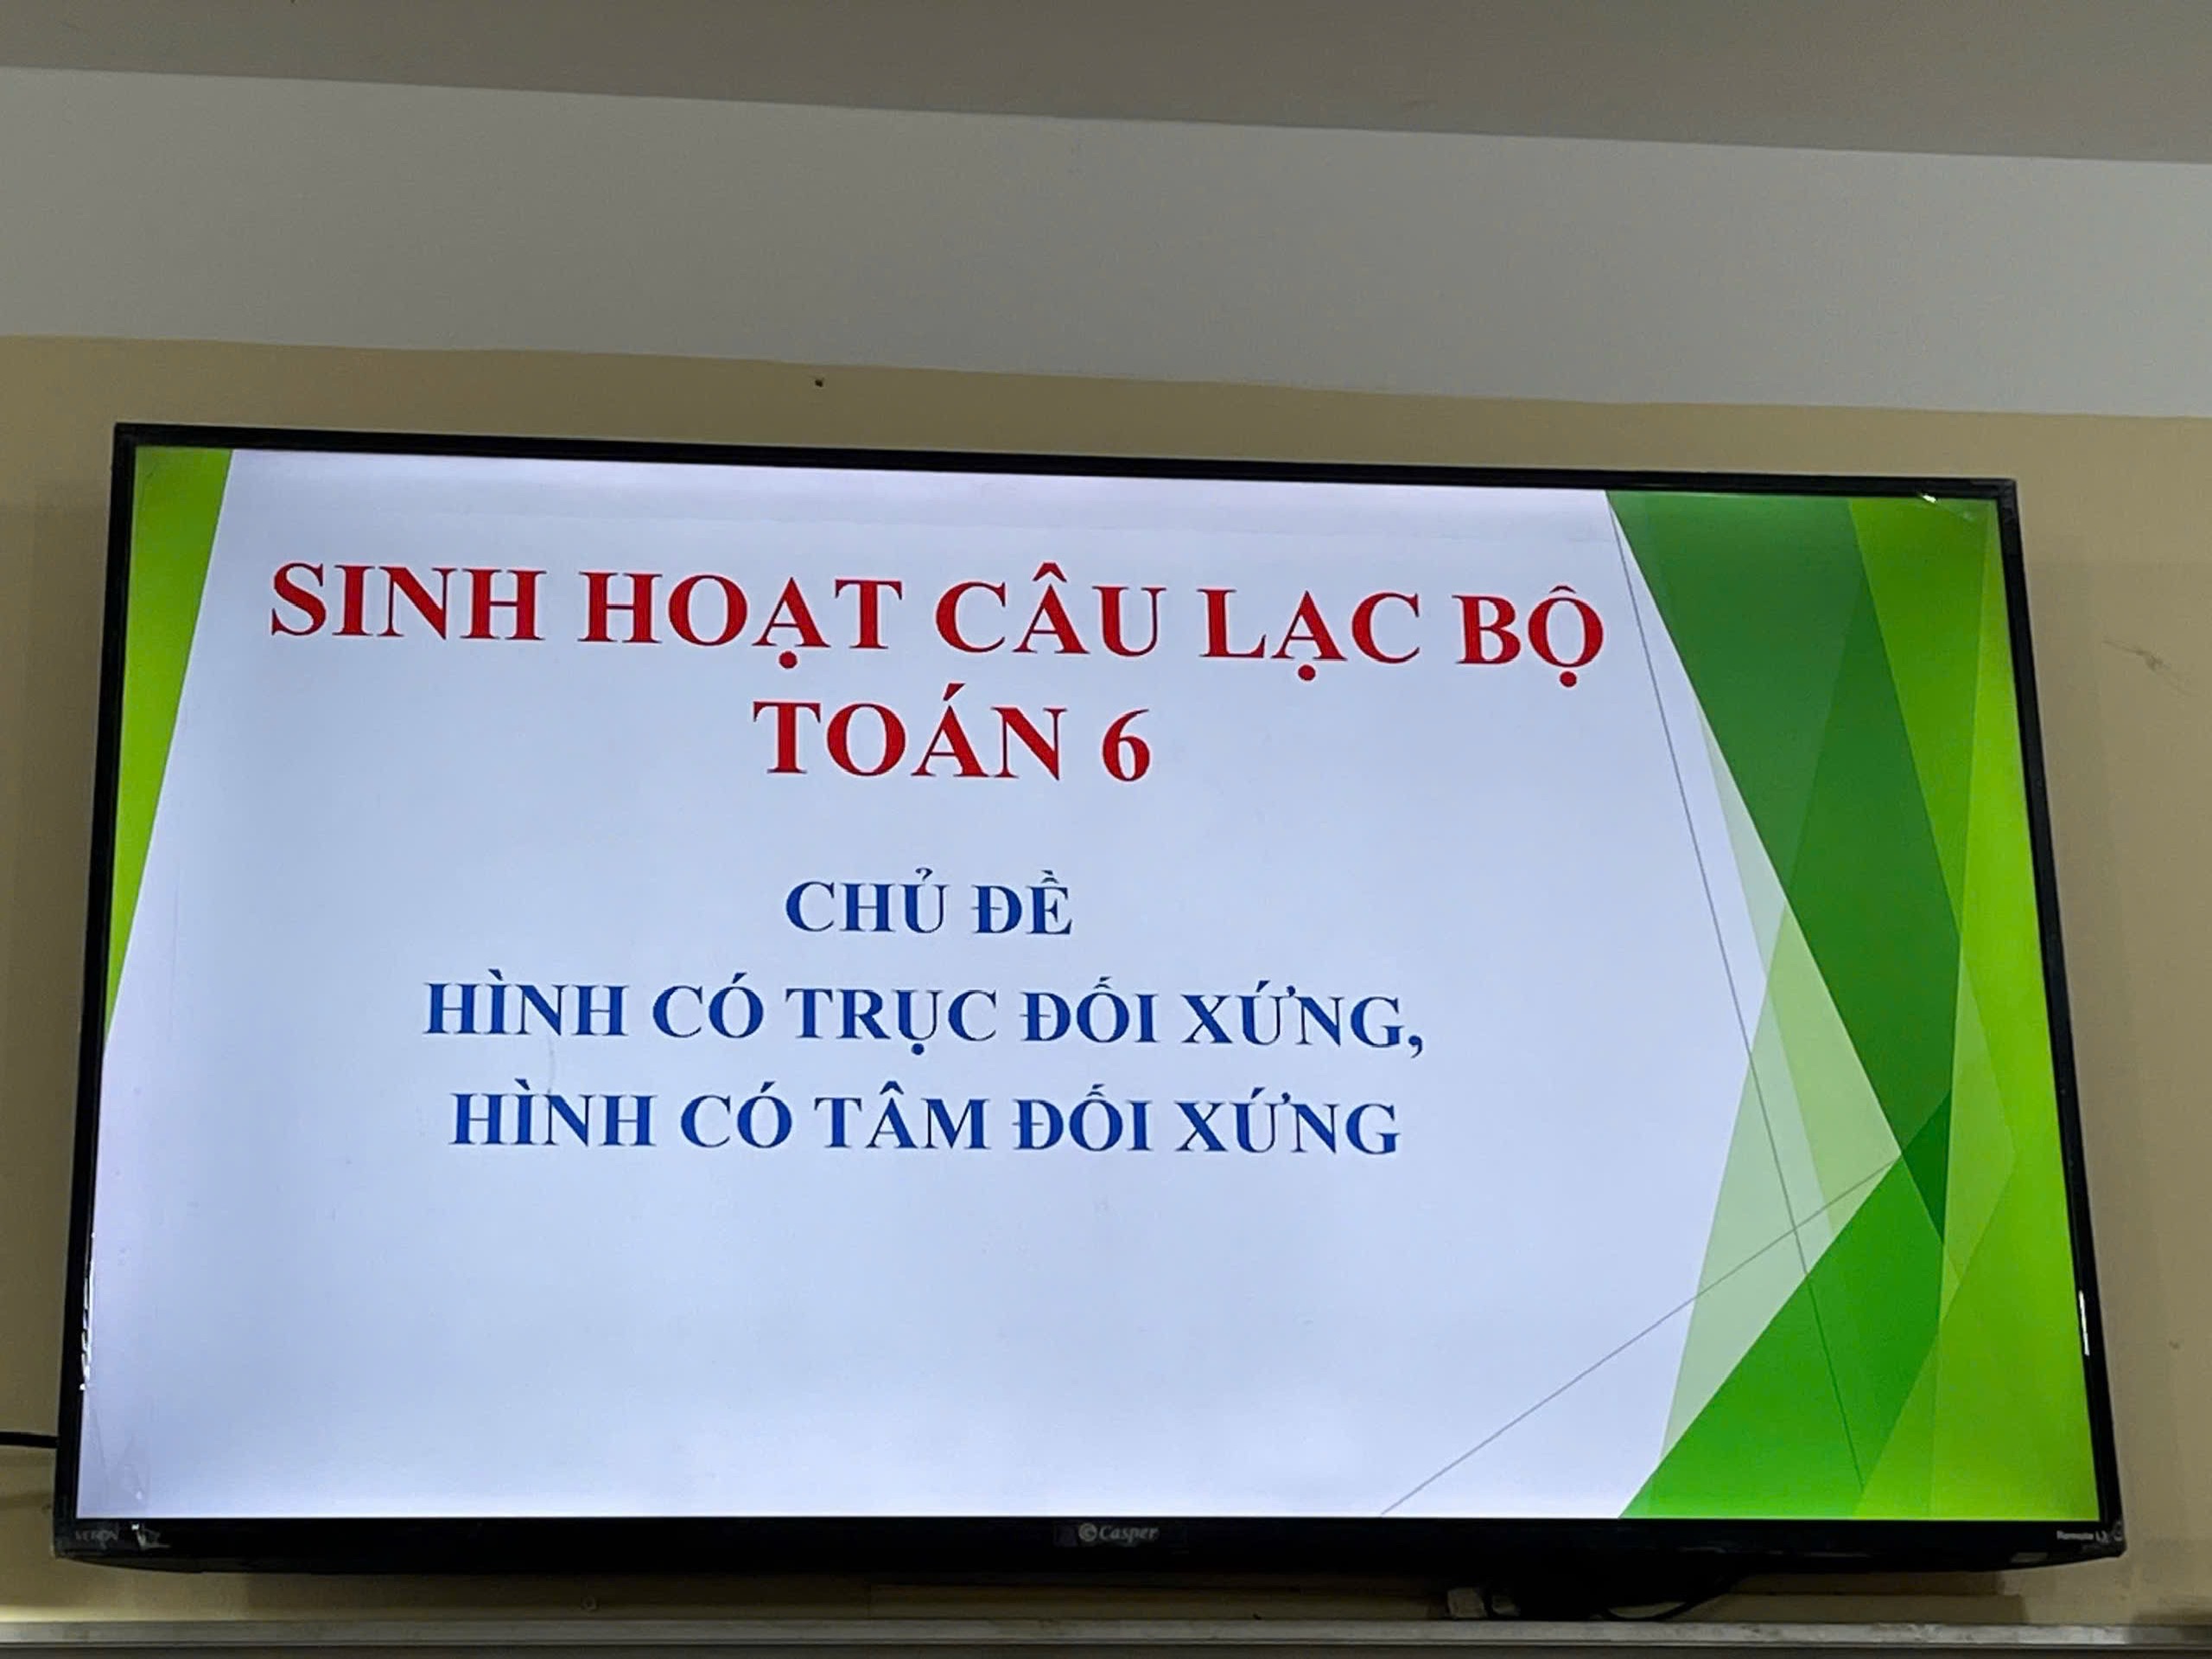 SINH HOẠT CÂU LẠC BỘ
TOÁN 6
CHỦ ĐỀ
HÌNH CÓ TRỤC ĐỐI XỨNG,
HÌNH CÓ TÂM ĐỐI XỨNG
Casper